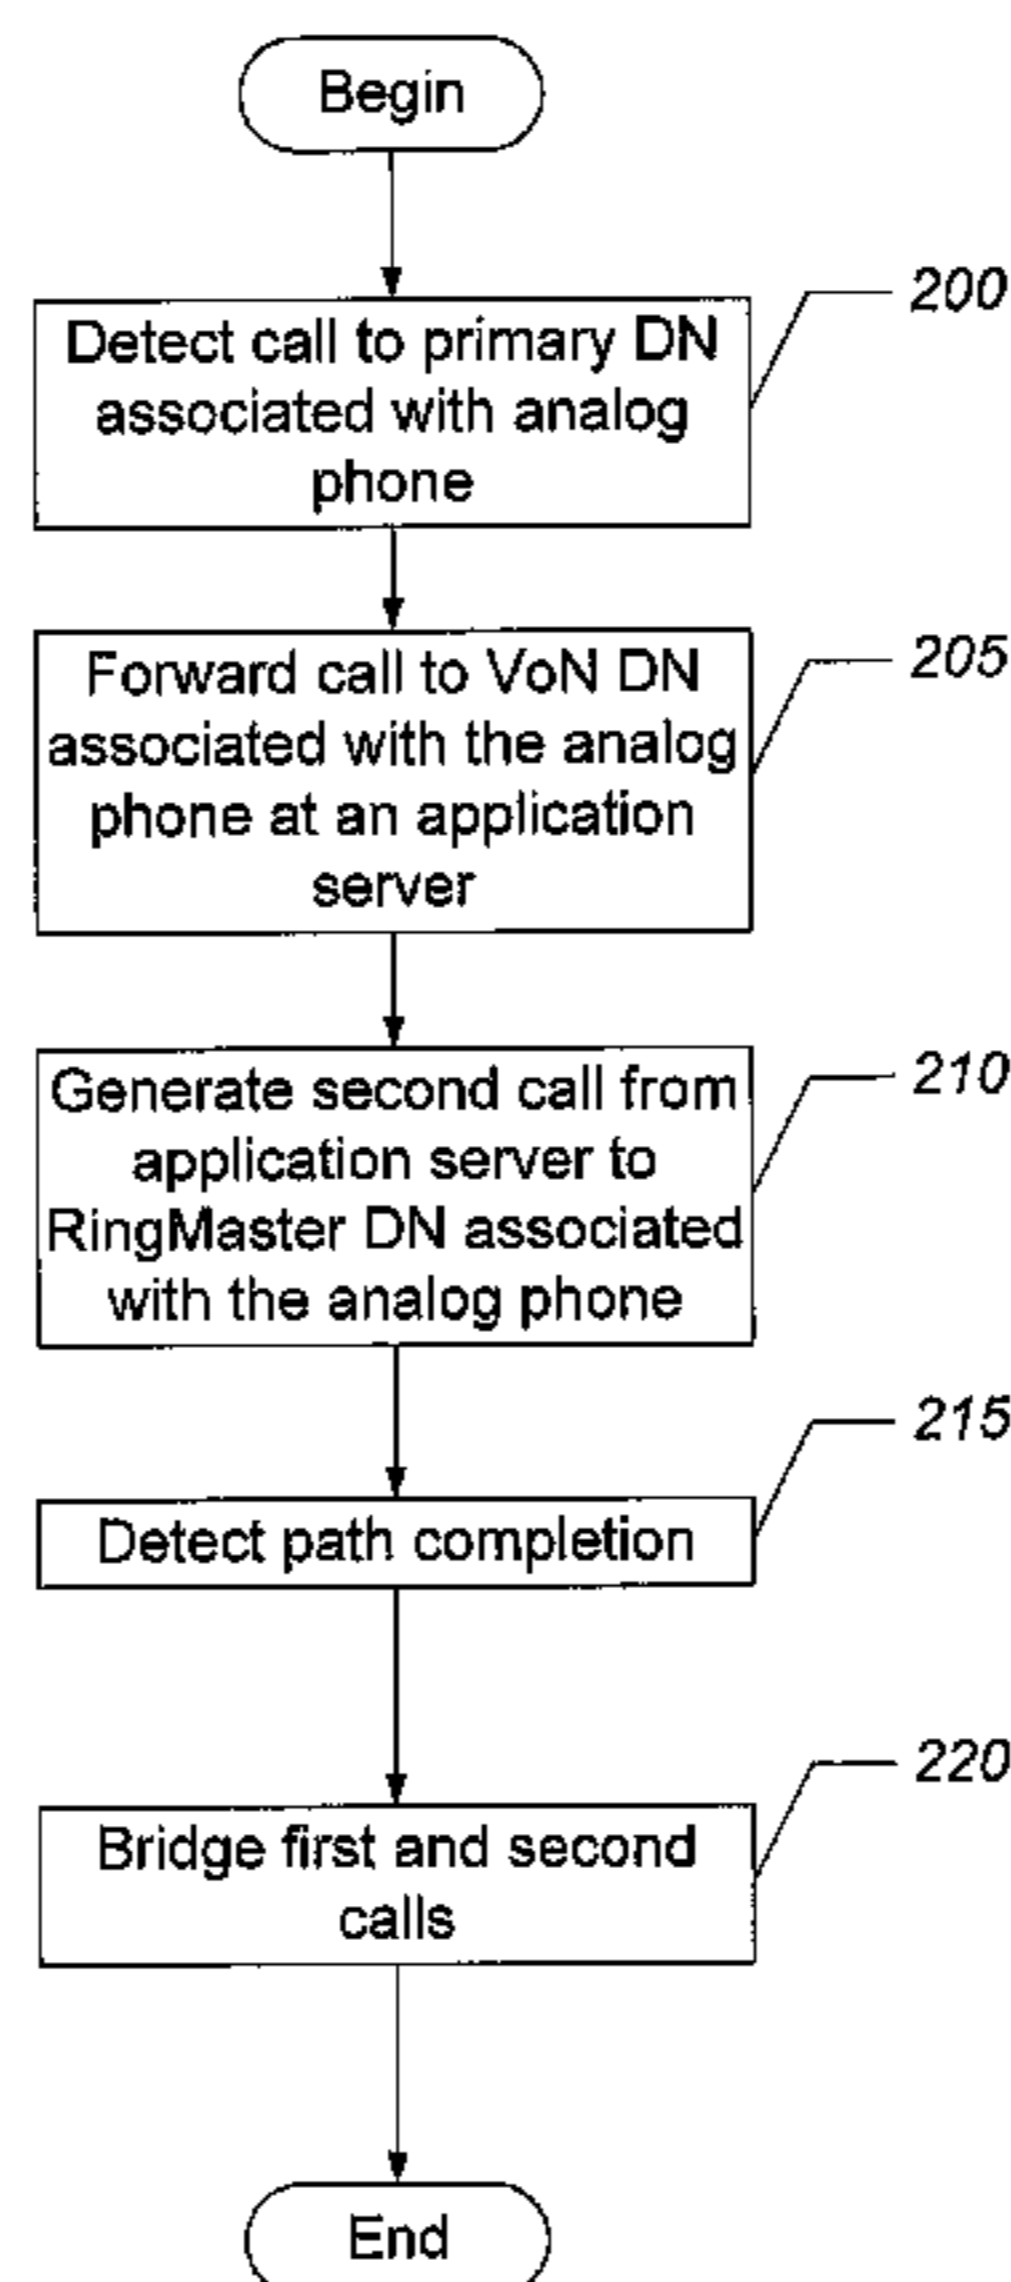 Begin
200
Detect call to primary DN
associated with analog
phone
205
Forward call to VoN DN
associated with the analog
phone at an application
server
210
Generate second call from
application server to
RingMaster DN associated
with the analog phone
215
Detect path completion
220
Bridge first and second
calls
End